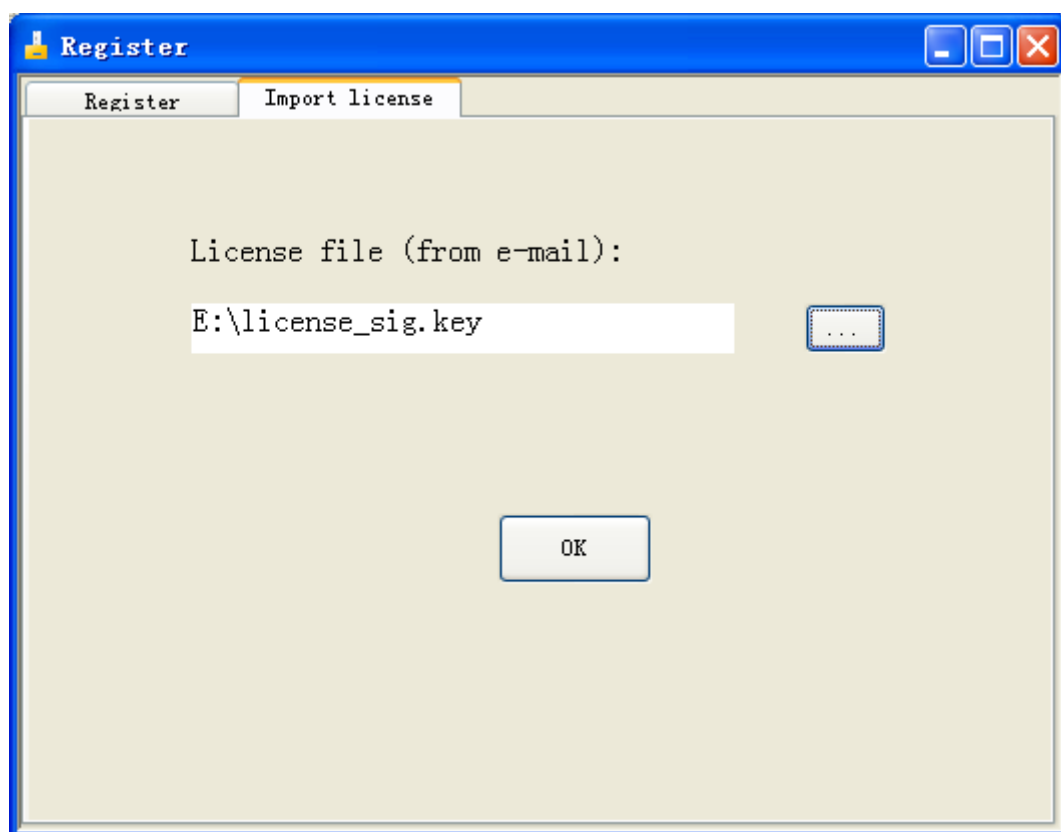 Register
Register
Import license
License file (from e-mail):
E:\license_sig.key
...
OK